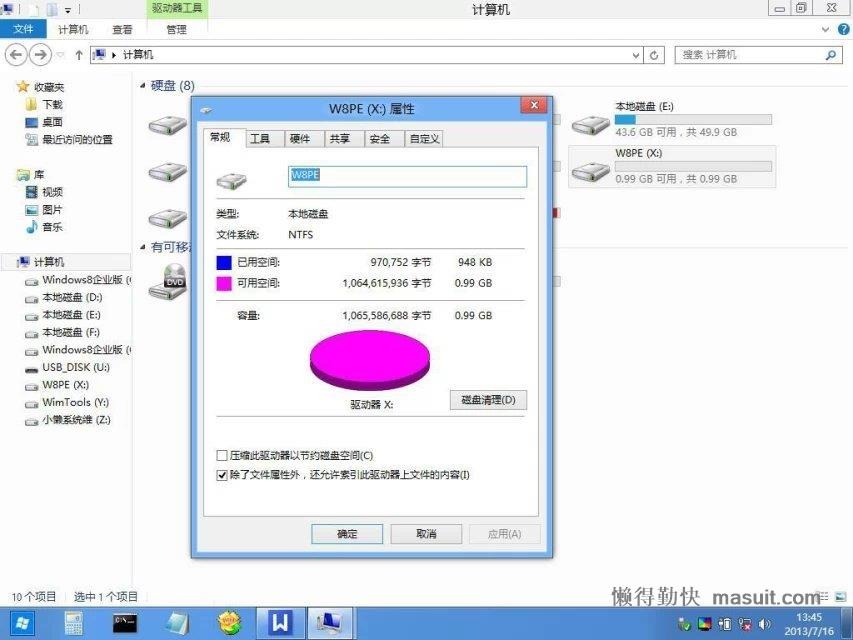 驱动器工具
计算机
文件
计算机
查看
管理
计算机
搜索 计算机
收藏夹
下载
桌面
最近访问的位置
库
视频
图片
音乐
计算机
Windows8企业版 (
本地磁盘 (D:)
本地磁盘 (E:)
本地磁盘 (F:)
Windows8企业版 (
USB_DISK (U:)
W8PE (X:)
WimTools (Y:)
小懒系统维 (Z:)
硬盘 (8)
有可移
DVD
本地磁盘 (E:)
43.6 GB 可用，共 49.9 GB
W8PE (X:)
0.99 GB 可用，共 0.99 GB
W8PE (X:) 属性
常规
工具
硬件
共享
安全
自定义
W8PE
类型:
本地磁盘
文件系统:
NTFS
已用空间:
970,752 字节
948 KB
可用空间:
1,064,615,936 字节
0.99 GB
容量:
1,065,586,688 字节
0.99 GB
驱动器 X:
磁盘清理(D)
压缩此驱动器以节约磁盘空间(C)
除了文件属性外，还允许索引此驱动器上文件的内容(I)
确定
取消
应用(A)
10 个项目
选中 1 个项目
懒得勤快 masuit.com
W
13:45
2013/7/16